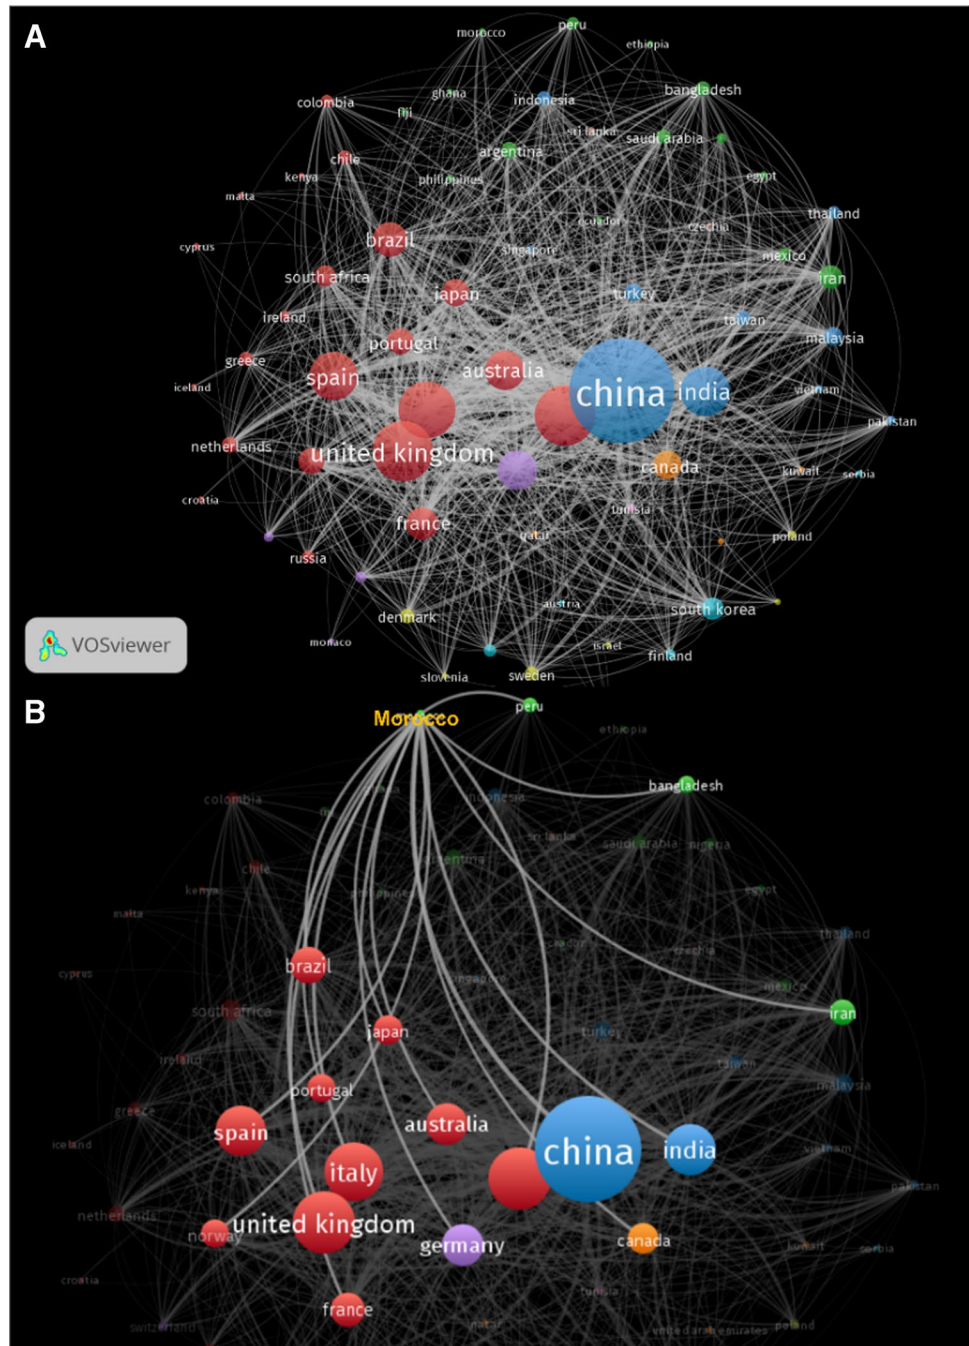 A
morocco
peru
ethiopia
ghana
indonesia
bangladesh
colombia
fiji
sri lanka
saudi arabia
argentina
chile
kenya
philippines
egypt
malta
ecuador
thailand
brazil
czechia
cyprus
singapore
mexico
south africa
iran
japan
turkey
ireland
taiwan
portugal
malaysia
greece
australia
spain
china
india
iceland
vietnam
pakistan
netherlands
united kingdom
canada
kuwait
serbia
croatia
tunisia
france
qatar
poland
russia
austria
south korea
denmark
monaco
israel
finland
slovenia
sweden
VOSviewer
B
Morocco
peru
ethiopia
bangladesh
colombia
indonesia
sri lanka
saudi arabia
nigeria
argentina
chile
kenya
philippines
egypt
malta
thailand
czechia
brazil
cyprus
singapore
mexico
south africa
iran
japan
turkey
ireland
taiwan
portugal
malaysia
greece
australia
spain
china
india
iceland
vietnam
italy
pakistan
netherlands
united kingdom
norway
germany
canada
kuwait
serbia
croatia
tunisia
france
switzerland
qatar
united arab emirates
poland